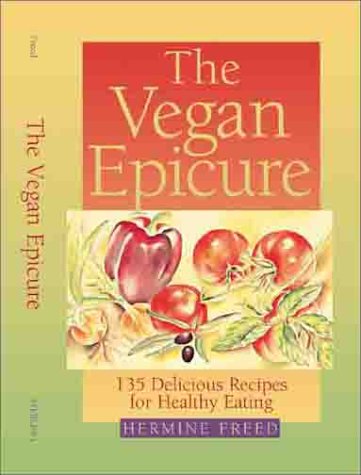 Freed
The Vegan Epicure
The
Vegan
Epicure
135 Delicious Recipes
for Healthy Eating
HERMINE FREED